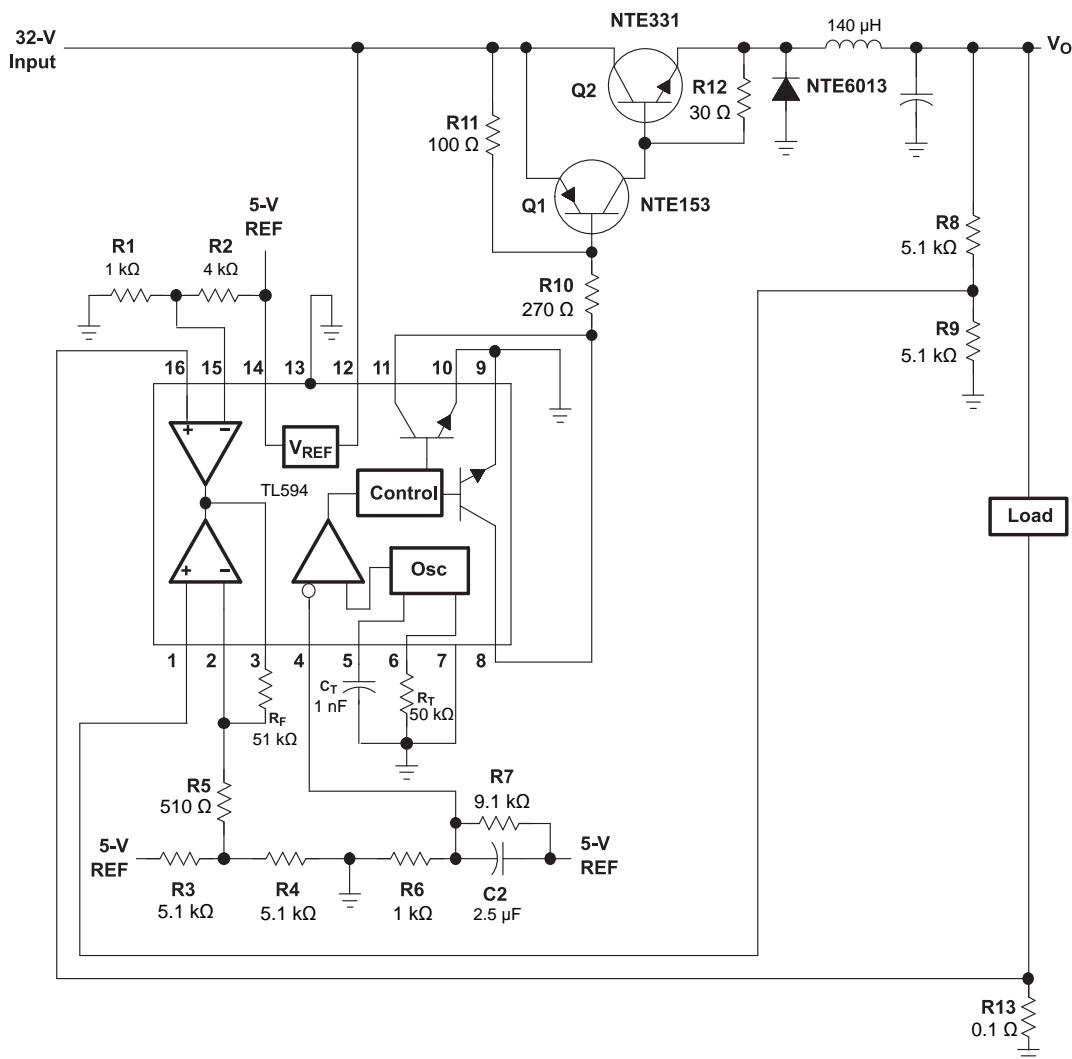 NTE331
32-V
Input
140 µH
VO
Q2
R12
30 Ω
NTE6013
R11
100 Ω
Q1
NTE153
5-V
REF
R1
1 kΩ
R2
4 kΩ
R8
5.1 kΩ
R10
270 Ω
R9
5.1 kΩ
16 15 14 13 12 11 10 9
+ −
VREF
TL594
Control
Load
Osc
+ −
1 2 3 4 5 6 7 8
CT
1 nF
RT
50 kΩ
RF
51 kΩ
R5
510 Ω
R7
9.1 kΩ
5-V
REF
5-V
REF
R3
5.1 kΩ
R4
5.1 kΩ
R6
1 kΩ
C2
2.5 µF
R13
0.1 Ω